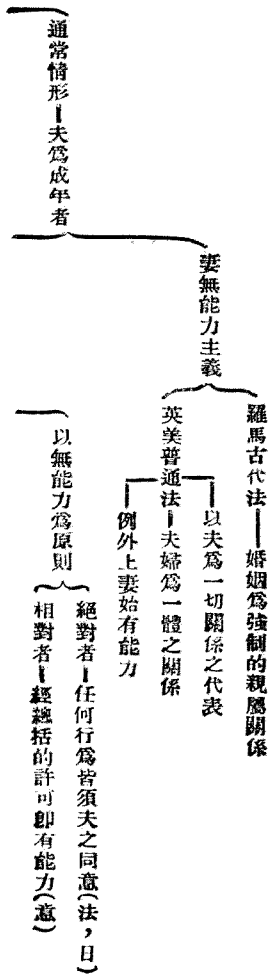 羅馬古代法——婚姻為強制的親屬關係
妻無能力主義
以夫為一切關係之代表
英美普通法—夫婦為一體之關係
例外上妻始有能力
通常情形—夫為成年者
絕對者—任何行為皆須夫之同意(法,日)
以無能力為原則
相對者—經總括的許可即有能力(意)